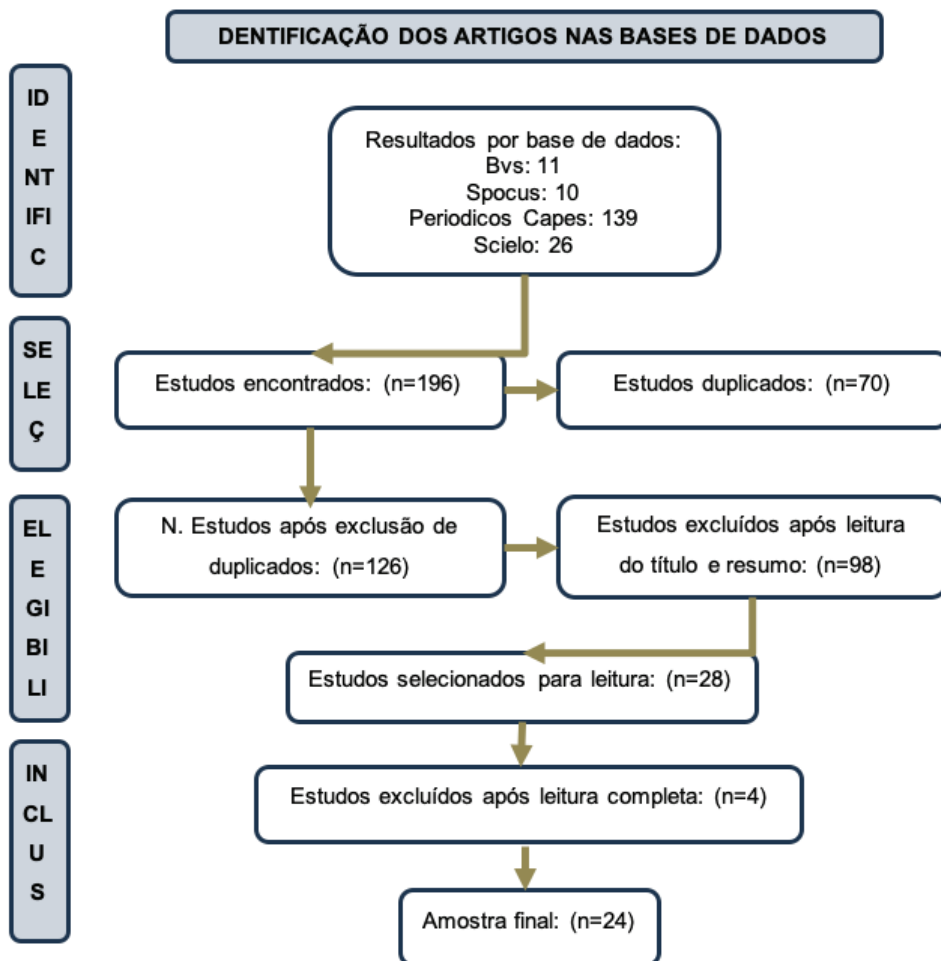 DENTIFICAÇÃO DOS ARTIGOS NAS BASES DE DADOS
ID
E
NT
IFI
C
Resultados por base de dados:
Bvs: 11
Spocus: 10
Periodicos Capes: 139
Scielo: 26
SE
LE
Ç
Estudos encontrados: (n=196)
Estudos duplicados: (n=70)
EL
E
GI
BI
LI
N. Estudos após exclusão de
duplicados: (n=126)
Estudos excluídos após leitura
do título e resumo: (n=98)
Estudos selecionados para leitura: (n=28)
IN
CL
U
S
Estudos excluídos após leitura completa: (n=4)
Amostra final: (n=24)